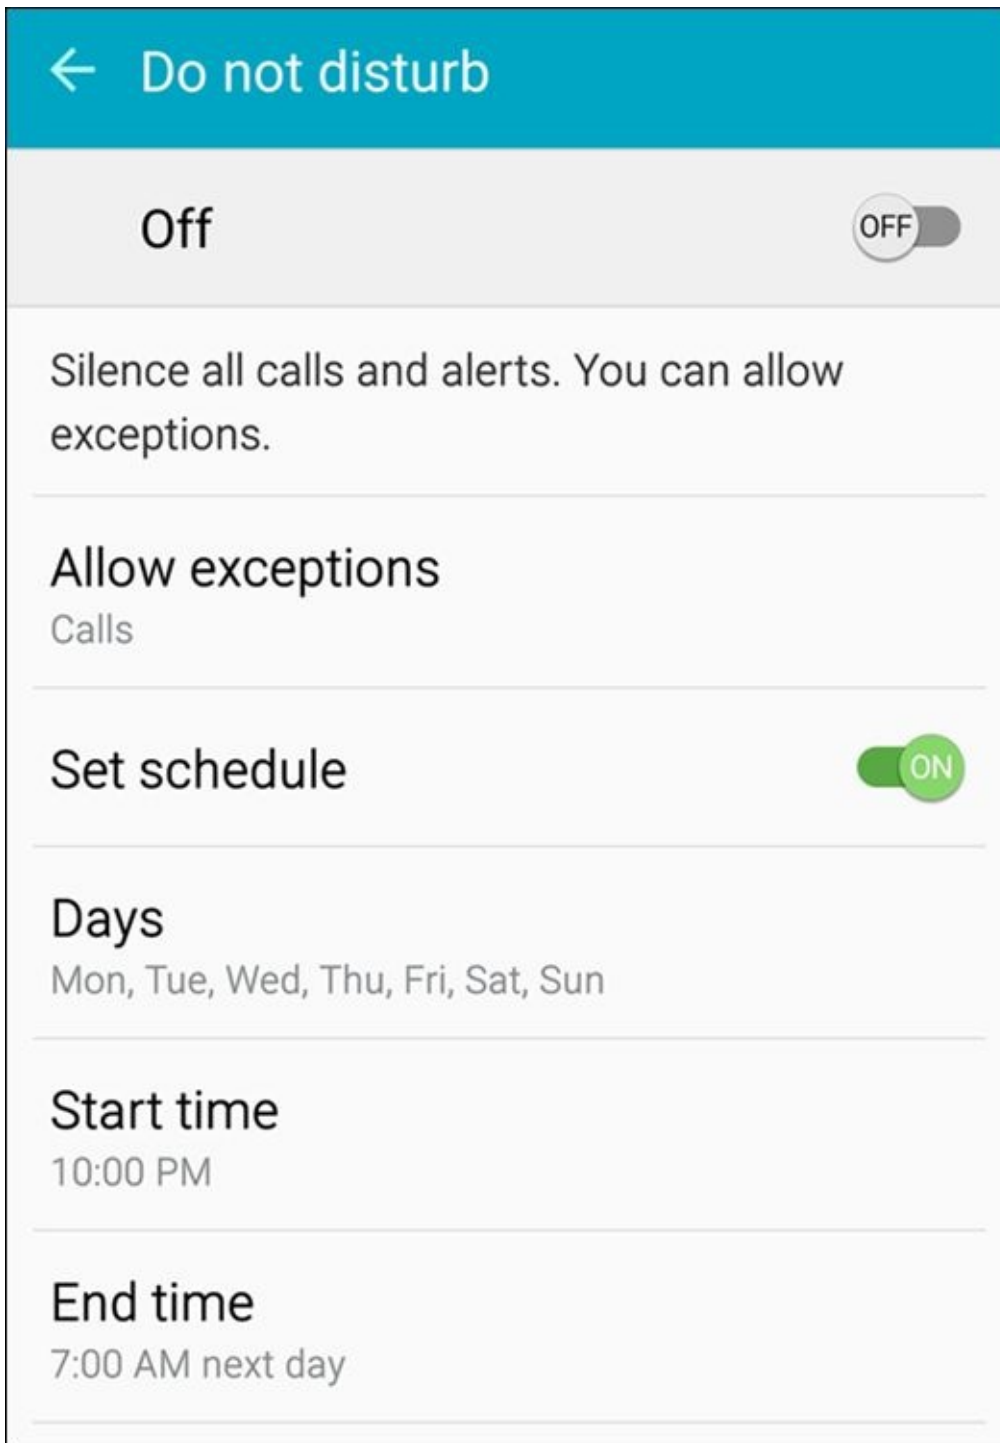 Do not disturb
Off
OFF
Silence all calls and alerts. You can allow
exceptions.
Allow exceptions
Calls
Set schedule
ON
Days
Mon, Tue, Wed, Thu, Fri, Sat, Sun
Start time
10:00 PM
End time
7:00 AM next day